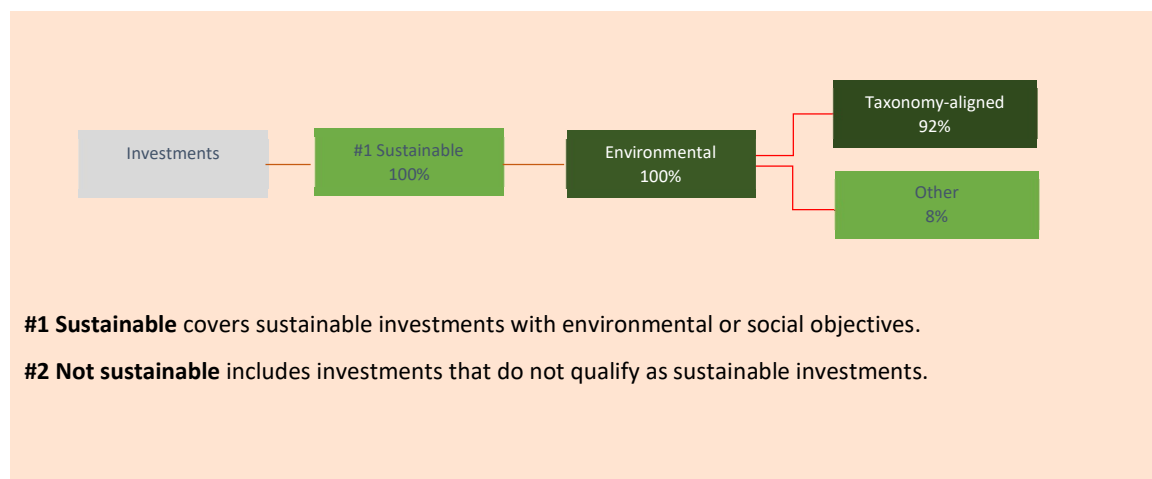 Investments
#1 Sustainable
100%
Environmental
100%
Taxonomy-aligned
92%
Other
8%
#1 Sustainable covers sustainable investments with environmental or social objectives.
#2 Not sustainable includes investments that do not qualify as sustainable investments.